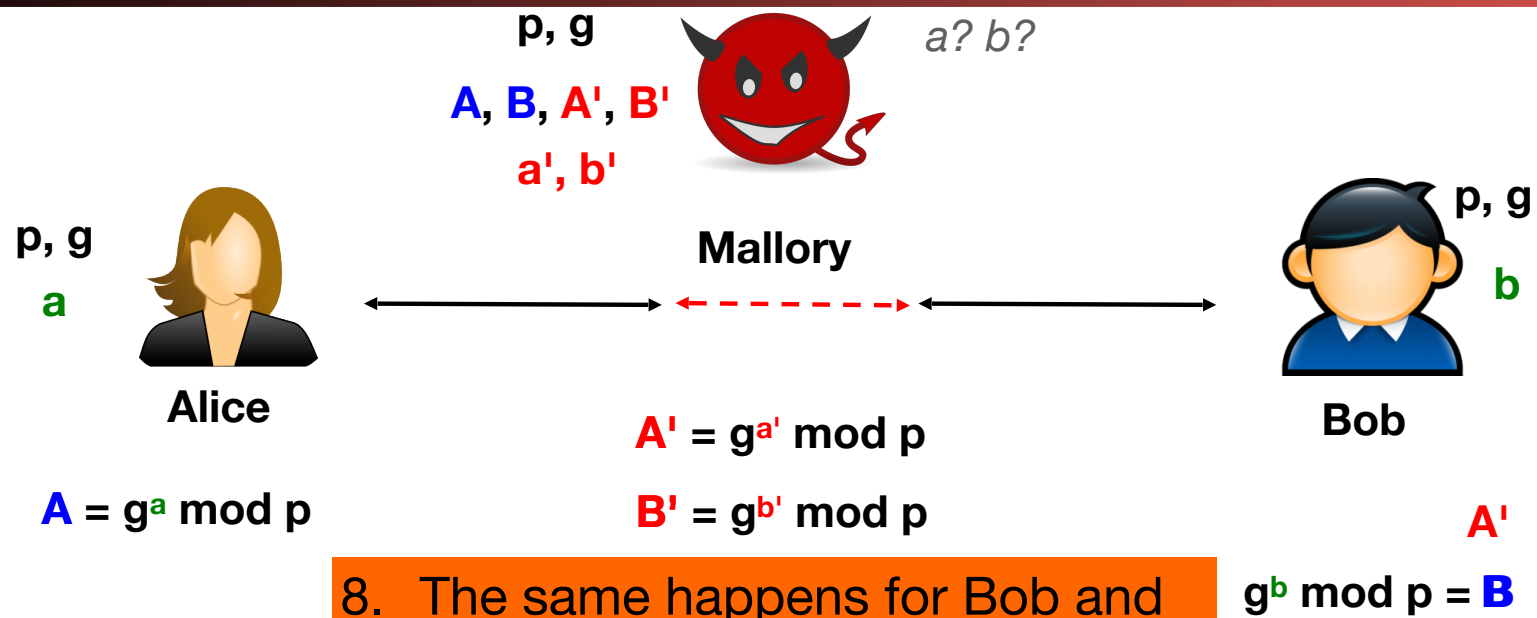 p, g
a? b?
A, B, A', B'
a', b'
p, g
a
Mallory
p, g
b
Alice
Bob
A' = gᵃ' mod p
A = gᵃ mod p
B' = gᵇ' mod p
A'
8. The same happens for Bob and
gᵇ mod p = B